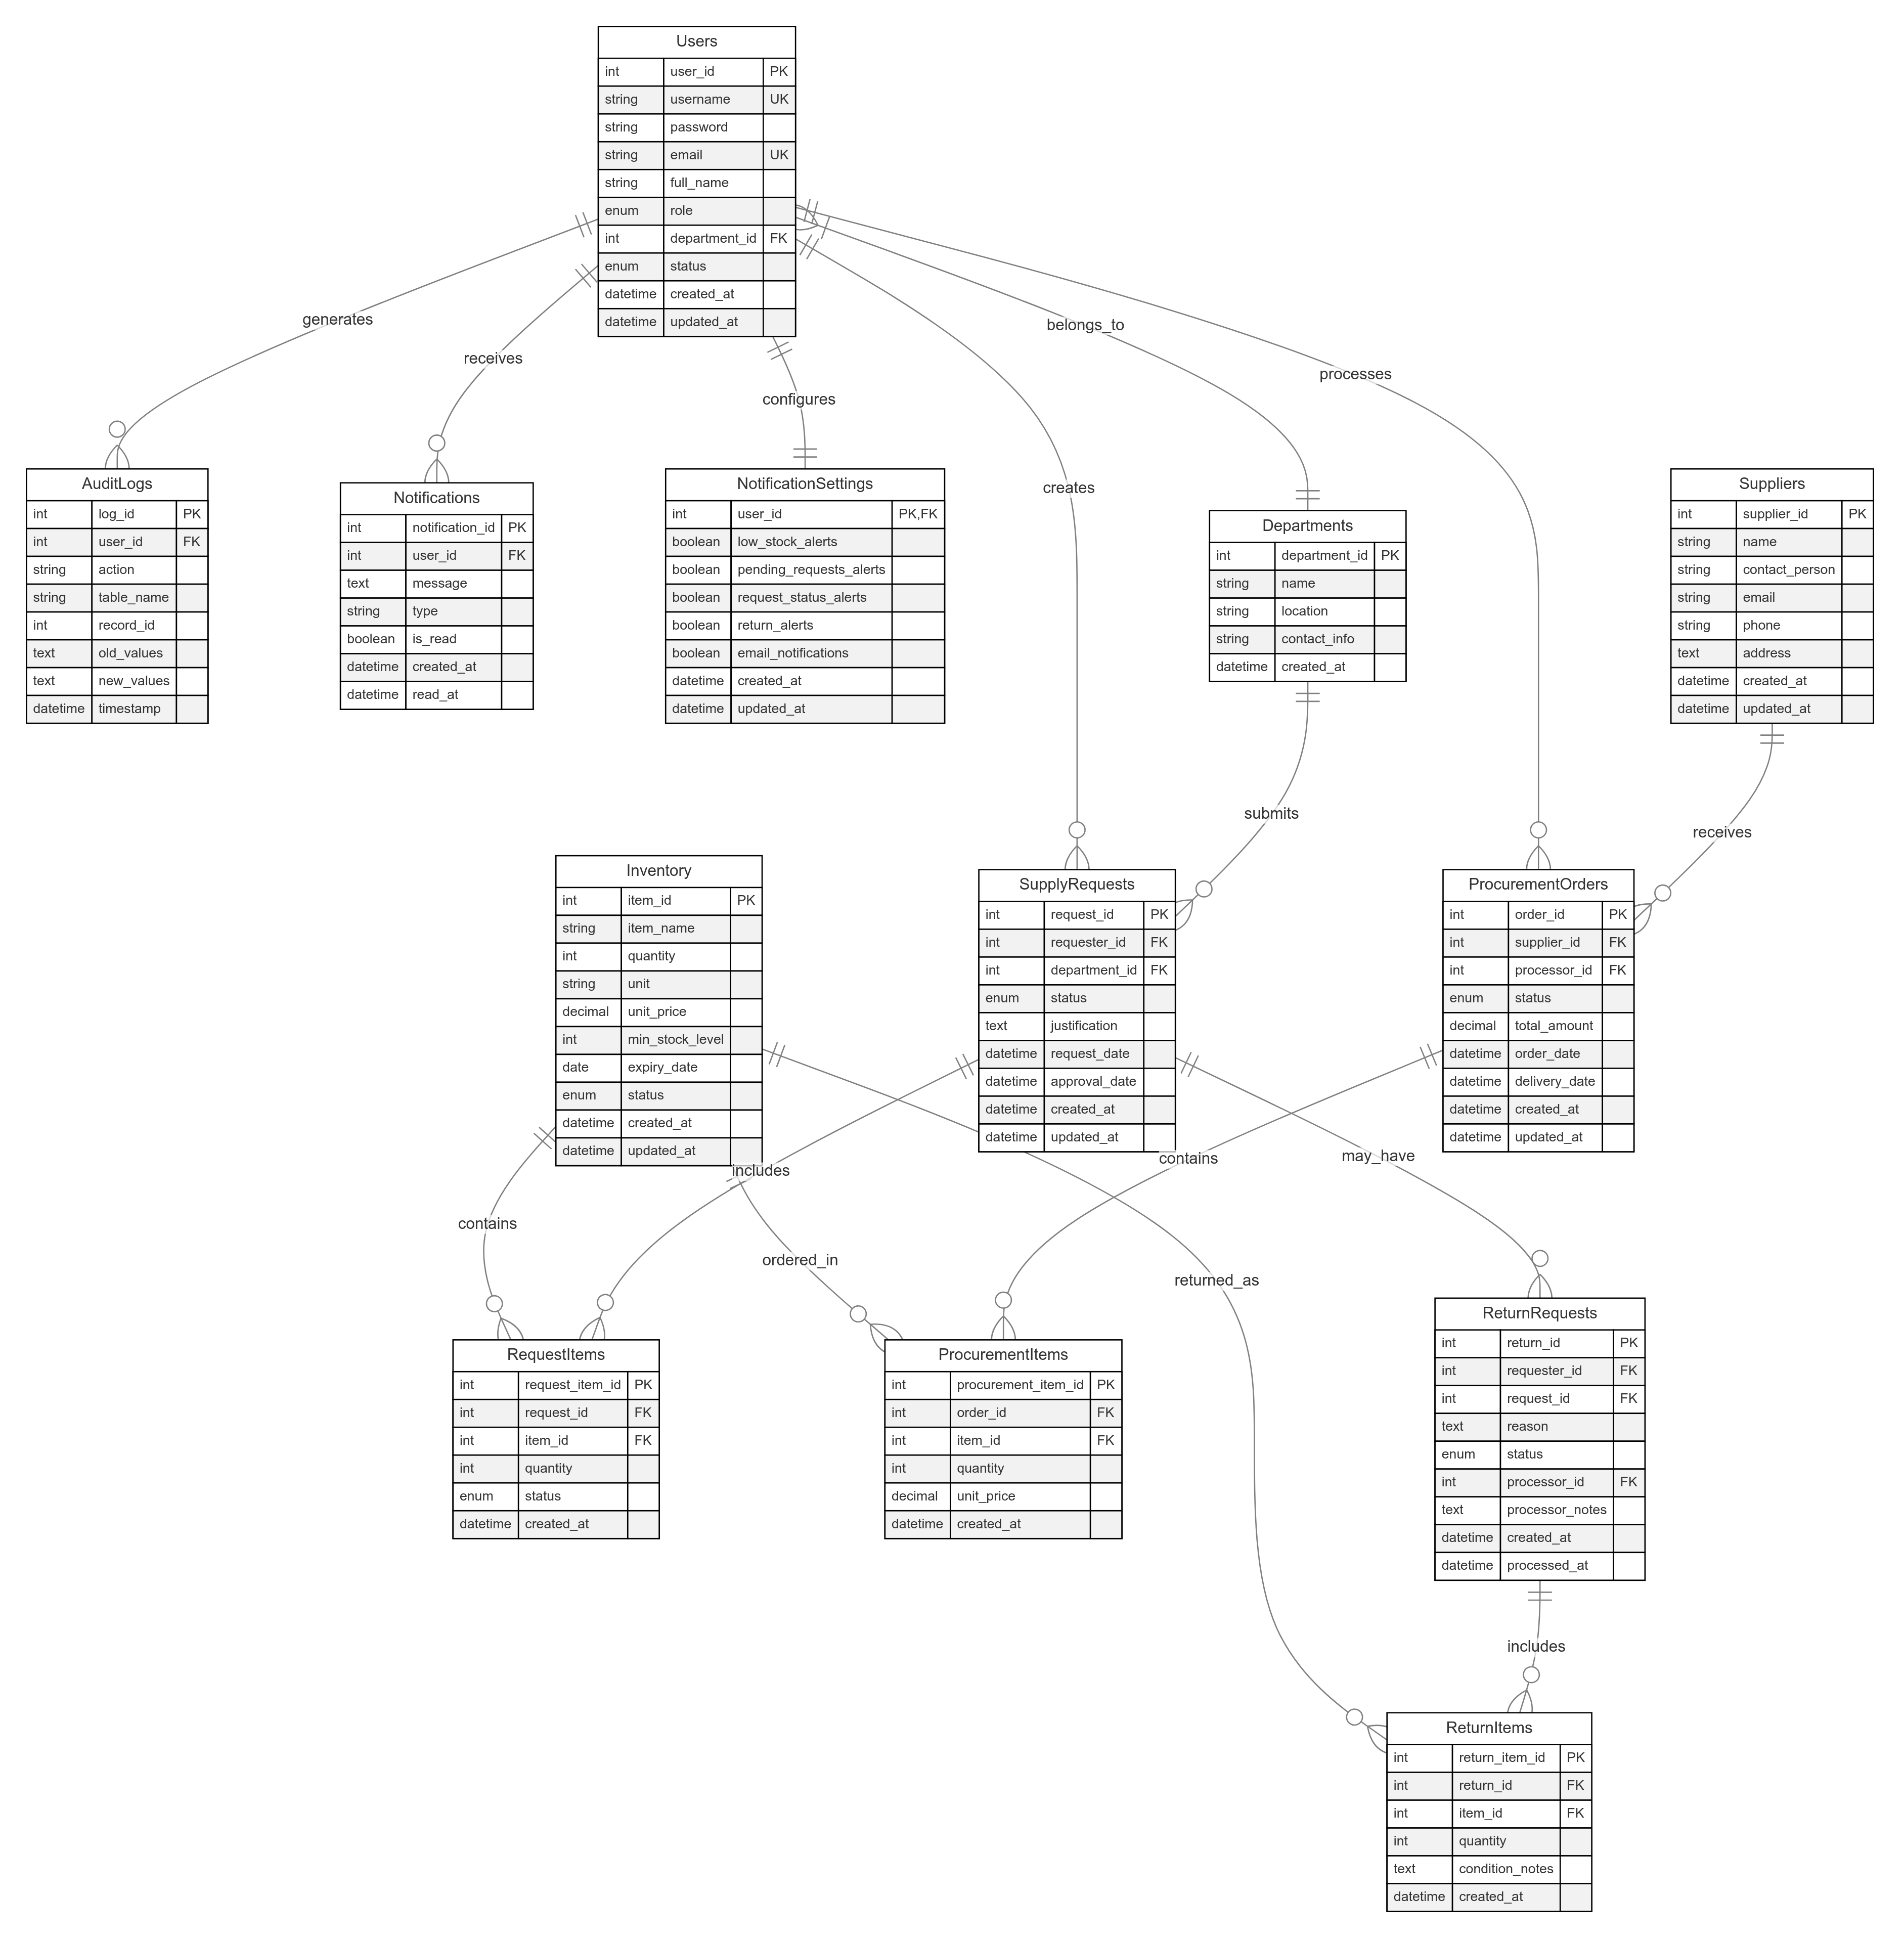 Users
int user_id PK
string username UK
string password
string email UK
string full_name
enum role
int department_id FK
enum status
datetime created_at
datetime updated_at
generates
receives
configures
creates
belongs_to
processes
AuditLogs
int log_id PK
int user_id FK
string action
string table_name
int record_id
text old_values
text new_values
datetime timestamp
Notifications
int notification_id PK
int user_id FK
text message
string type
boolean is_read
datetime created_at
datetime read_at
NotificationSettings
int user_id PK,FK
boolean low_stock_alerts
boolean pending_requests_alerts
boolean request_status_alerts
boolean return_alerts
boolean email_notifications
datetime created_at
datetime updated_at
Departments
int department_id PK
string name
string location
string contact_info
datetime created_at
Suppliers
int supplier_id PK
string name
string contact_person
string email
string phone
text address
datetime created_at
datetime updated_at
submits
receives
Inventory
int item_id PK
string item_name
int quantity
string unit
decimal unit_price
int min_stock_level
date expiry_date
enum status
datetime created_at
datetime updated_at
SupplyRequests
int request_id PK
int requester_id FK
int department_id FK
enum status
text justification
datetime request_date
datetime approval_date
datetime created_at
datetime updated_at
ProcurementOrders
int order_id PK
int supplier_id FK
int processor_id FK
enum status
decimal total_amount
datetime order_date
datetime delivery_date
datetime created_at
datetime updated_at
contains
includes
ordered_in
contains
returned_as
may_have
RequestItems
int request_item_id PK
int request_id FK
int item_id FK
int quantity
enum status
datetime created_at
ProcurementItems
int procurement_item_id PK
int order_id FK
int item_id FK
int quantity
decimal unit_price
datetime created_at
ReturnRequests
int return_id PK
int requester_id FK
int request_id FK
text reason
enum status
int processor_id FK
text processor_notes
datetime created_at
datetime processed_at
includes
ReturnItems
int return_item_id PK
int return_id FK
int item_id FK
int quantity
text condition_notes
datetime created_at